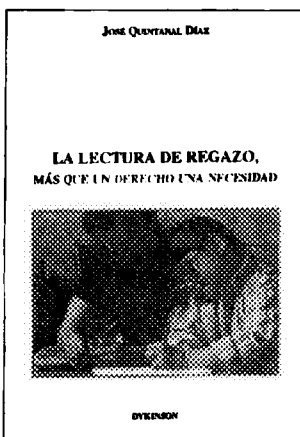 JOSÉ QUINTANAL DÍAZ
LA LECTURA DE REGAZO,
MÁS QUE UN DERECHO UNA NECESIDAD
DYKINSON